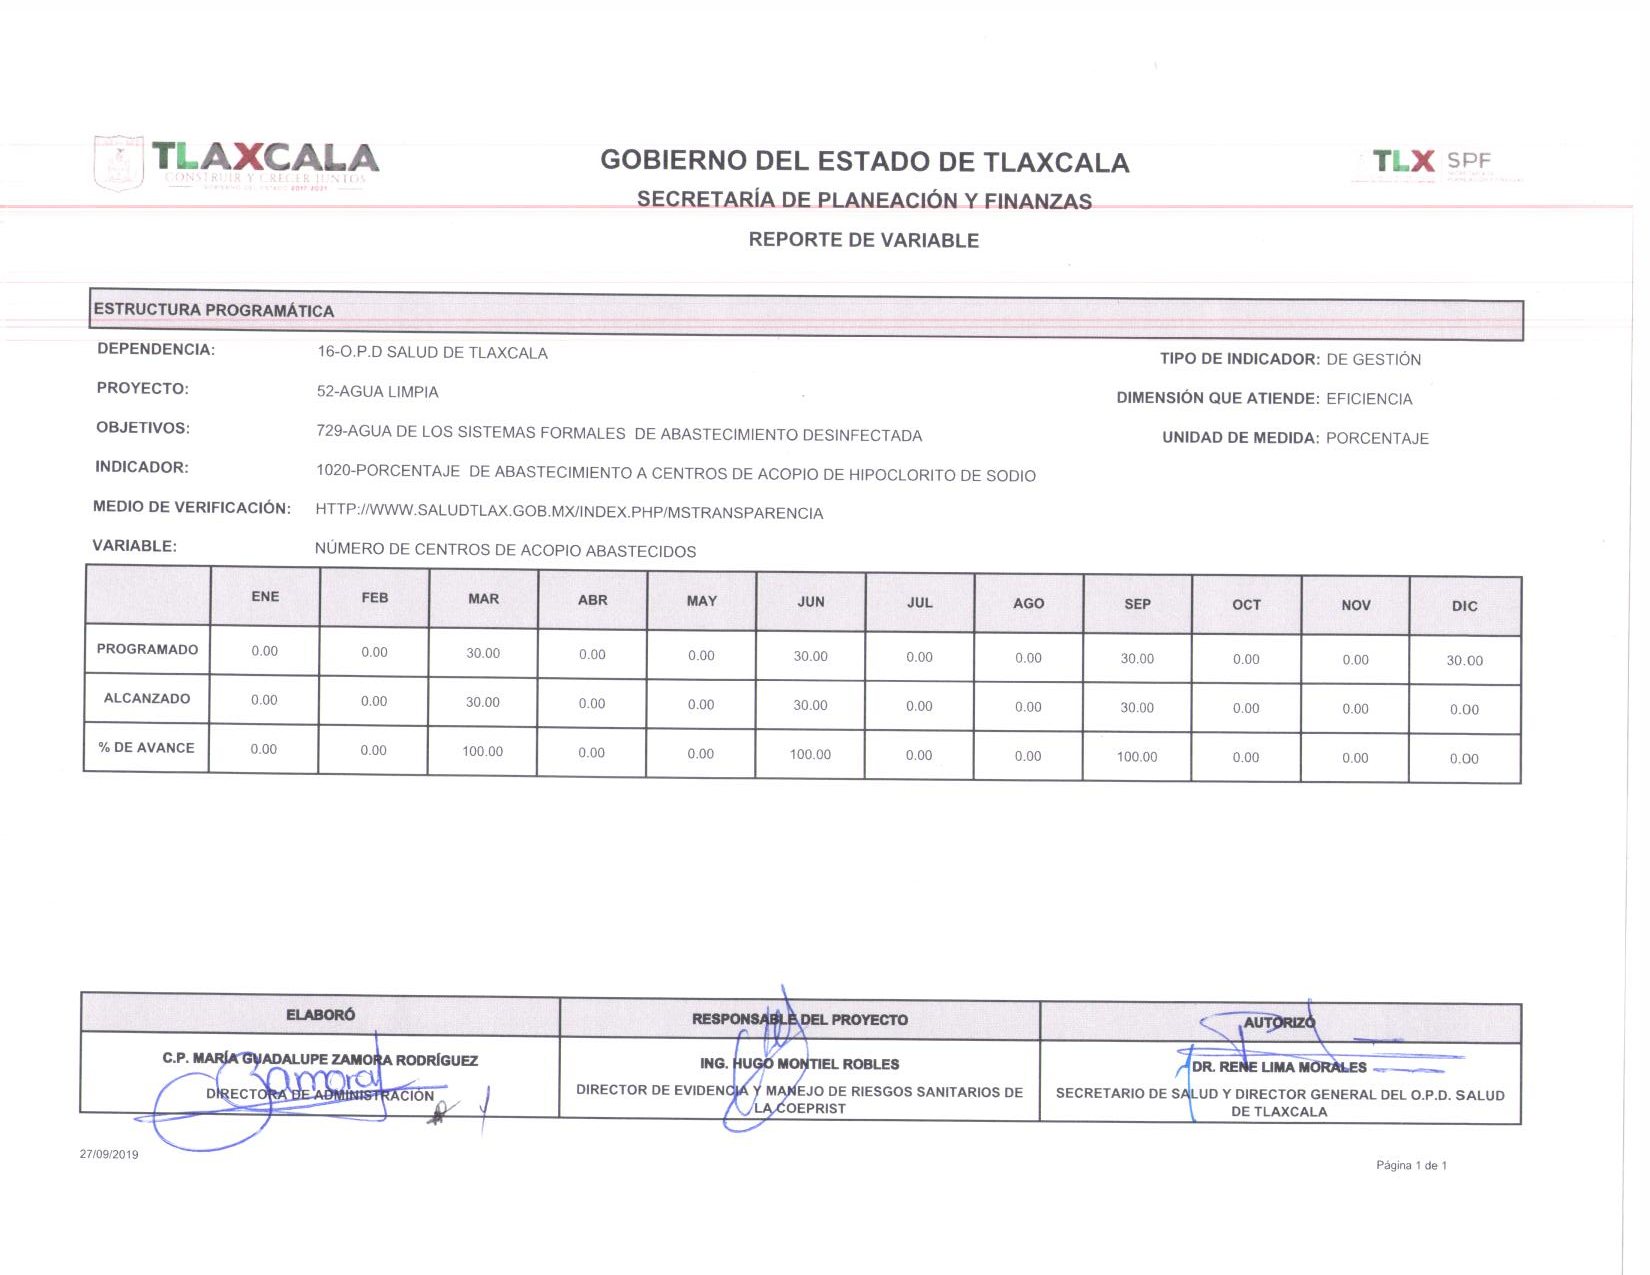 TLAXCALA
CONSTRUIR Y CRECER JUNTOS
GOBIERNO DEL ESTADO DE TLAXCALA
SECRETARÍA DE PLANEACIÓN Y FINANZAS
REPORTE DE VARIABLE
TLX SPF
ESTRUCTURA PROGRAMÁTICA
DEPENDENCIA: 16-O.P.D SALUD DE TLAXCALA TIPO DE INDICADOR: DE GESTIÓN
PROYECTO: 52-AGUA LIMPIA DIMENSIÓN QUE ATIENDE: EFICIENCIA
OBJETIVOS: 729-AGUA DE LOS SISTEMAS FORMALES DE ABASTECIMIENTO DESINFECTADA UNIDAD DE MEDIDA: PORCENTAJE
INDICADOR: 1020-PORCENTAJE DE ABASTECIMIENTO A CENTROS DE ACOPIO DE HIPOCLORITO DE SODIO
MEDIO DE VERIFICACIÓN: HTTP://WWW.SALUDTLAX.GOB.MX/INDEX.PHP/MSTRANSPARENCIA
VARIABLE: NÚMERO DE CENTROS DE ACOPIO ABASTECIDOS
ENE FEB MAR ABR MAY JUN JUL AGO SEP OCT NOV DIC
PROGRAMADO 0.00 0.00 30.00 0.00 0.00 30.00 0.00 0.00 30.00 0.00 0.00 30.00
ALCANZADO 0.00 0.00 30.00 0.00 0.00 30.00 0.00 0.00 30.00 0.00 0.00 0.00
% DE AVANCE 0.00 0.00 100.00 0.00 0.00 100.00 0.00 0.00 100.00 0.00 0.00 0.00
ELABORÓ RESPONSABLE DEL PROYECTO AUTORIZÓ
C.P. MARÍA GUADALUPE ZAMORA RODRÍGUEZ
Zamora
DIRECTORA DE ADMINISTRACIÓN
ING. HUGO MONTIEL ROBLES
DIRECTOR DE EVIDENCIA Y MANEJO DE RIESGOS SANITARIOS DE
LA COEPRIST
DR. RENE LIMA MORALES
SECRETARIO DE SALUD Y DIRECTOR GENERAL DEL O.P.D. SALUD
DE TLAXCALA
27/09/2019
Página 1 de 1